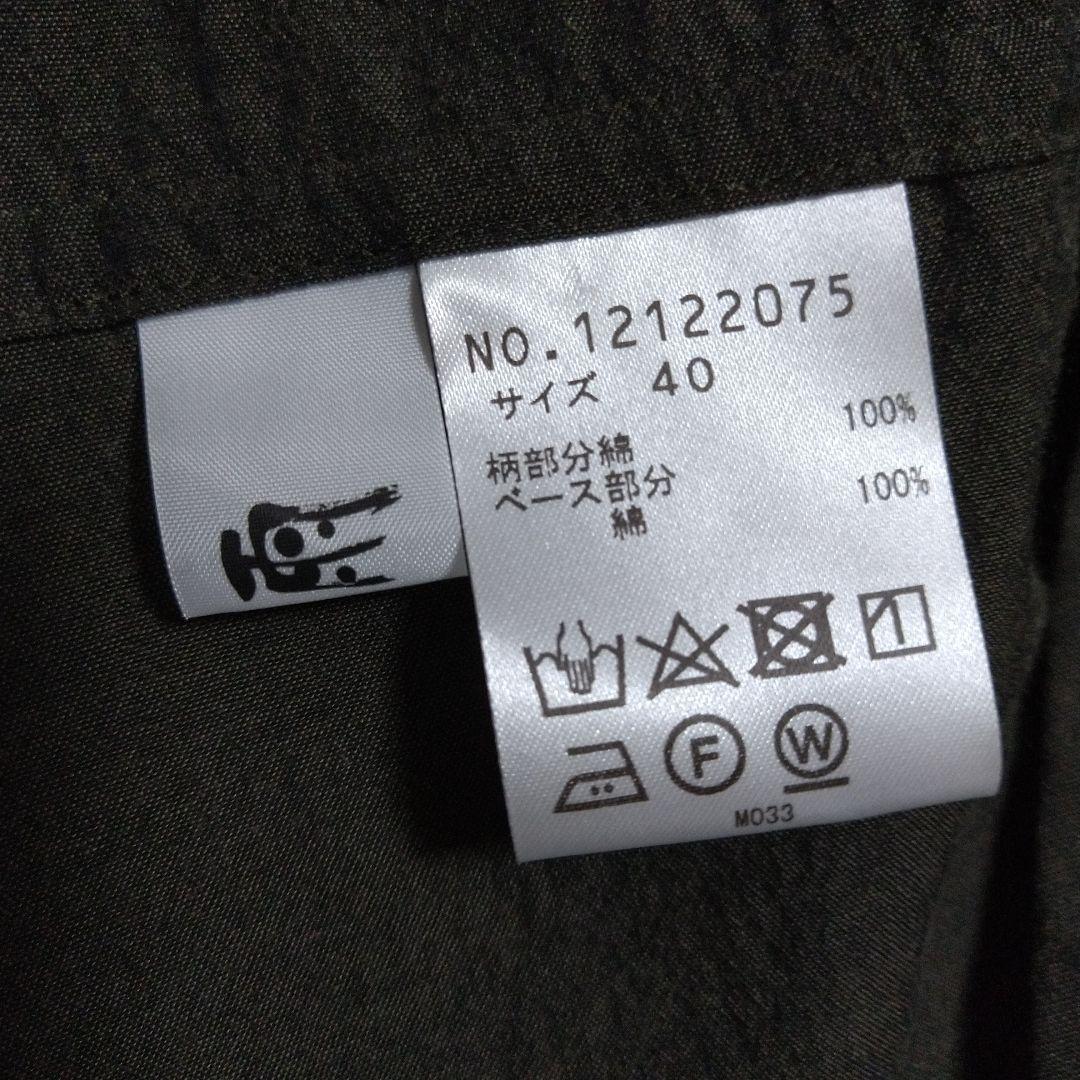 NO.12122075
サイズ 40
柄部分綿 100%
ベース部分 100%
綿
F W
M033